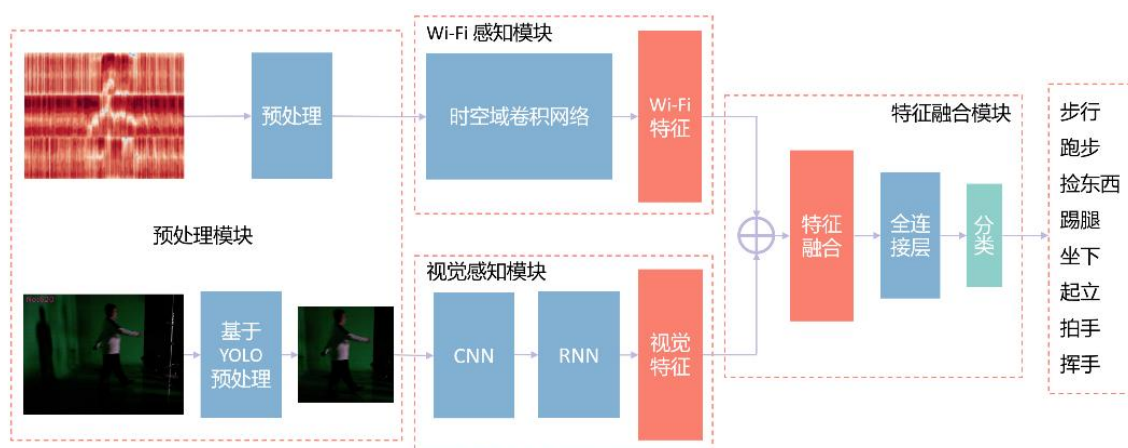 Wi-Fi 感知模块
预处理
时空域卷积网络
Wi-Fi
特征
预处理模块
基于
YOLO
预处理
视觉感知模块
CNN
RNN
视觉
特征
特征融合模块
特征
融合
全连
接层
分类
步行
跑步
捡东西
踢腿
坐下
起立
拍手
挥手